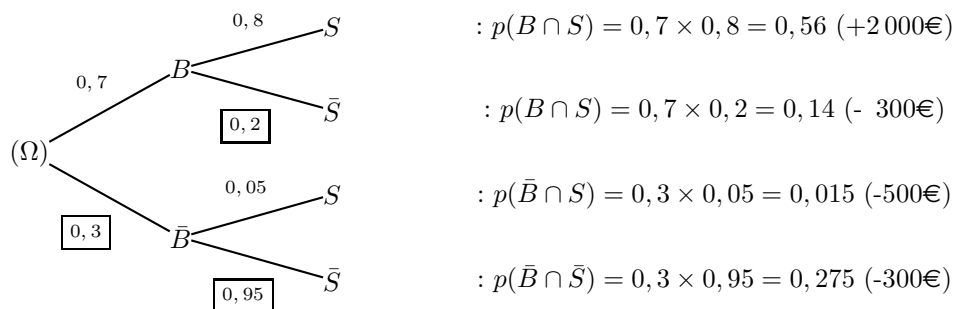 0, 8
S
: p(B ∩ S) = 0, 7 × 0, 8 = 0, 56 (+2 000€)
0, 7
B
0, 2
S̄
: p(B ∩ S) = 0, 7 × 0, 2 = 0, 14 (- 300€)
(Ω)
0, 05
S
: p(B̄ ∩ S) = 0, 3 × 0, 05 = 0, 015 (-500€)
0, 3
B̄
0, 95
S̄
: p(B̄ ∩ S̄) = 0, 3 × 0, 95 = 0, 275 (-300€)